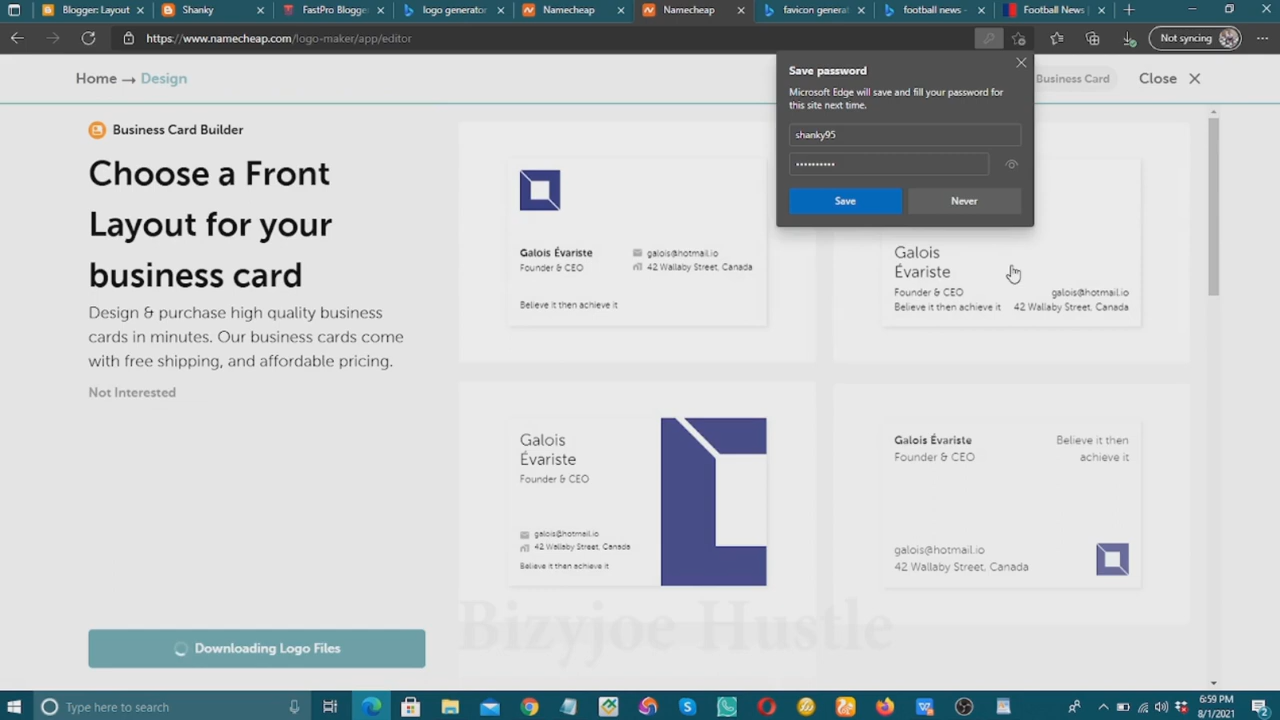 Blogger: Layout
Shanky
FastPro Blogge
logo generator
Namecheap
Namecheap
favicon genera
football news -
Football News
https://www.namecheap.com/logo-maker/app/editor
Not syncing
Home → Design
Business Card
Close
Save password
Microsoft Edge will save and fill your password for
this site next time.
shanky95
••••••••••
Save
Never
Business Card Builder
Choose a Front
Layout for your
business card
Design & purchase high quality business
cards in minutes. Our business cards come
with free shipping, and affordable pricing.
Not Interested
Downloading Logo Files
Galois Évariste
Founder & CEO
galois@hotmail.io
42 Wallaby Street, Canada
Believe it then achieve it
Galois
Évariste
Founder & CEO
Believe it then achieve it
galois@hotmail.io
42 Wallaby Street, Canada
Galois
Évariste
Founder & CEO
galois@hotmail.io
42 Wallaby Street, Canada
Believe it then achieve it
Galois Évariste
Founder & CEO
Believe it then
achieve it
galois@hotmail.io
42 Wallaby Street, Canada
Bizyjoe Hustle
Type here to search
6:59 PM
8/1/2021